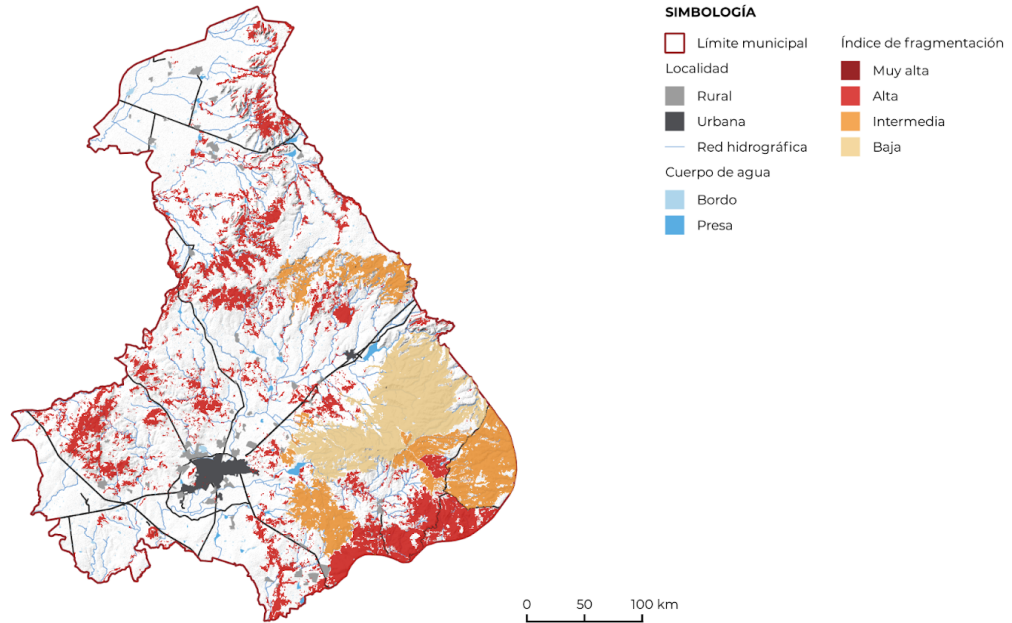 SIMBOLOGÍA
Límite municipal
Localidad
Rural
Urbana
Red hidrográfica
Cuerpo de agua
Bordo
Presa
Índice de fragmentación
Muy alta
Alta
Intermedia
Baja
0 50 100 km